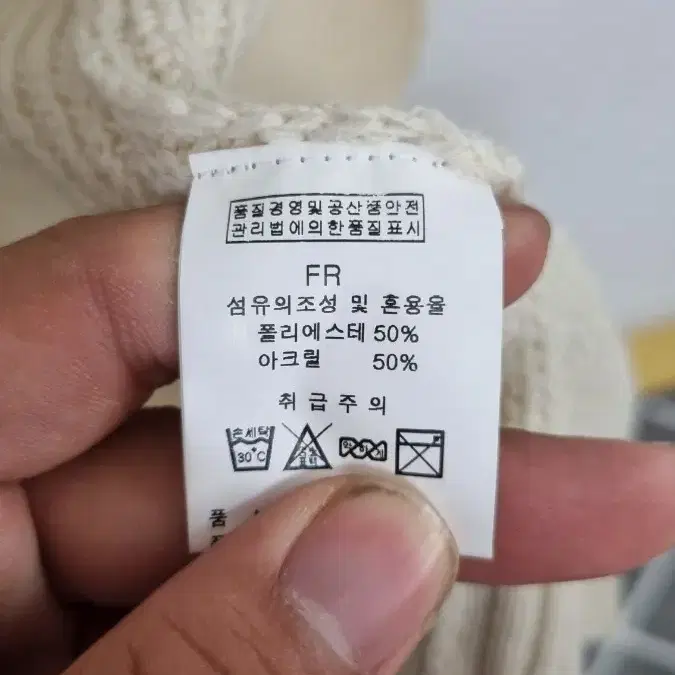 품질경영및공산품안전
관리법에의한품질표시
FR
섬유의조성 및 혼용율
폴리에스테 50%
아크릴 50%
취급주의
손세탁
30°C
품